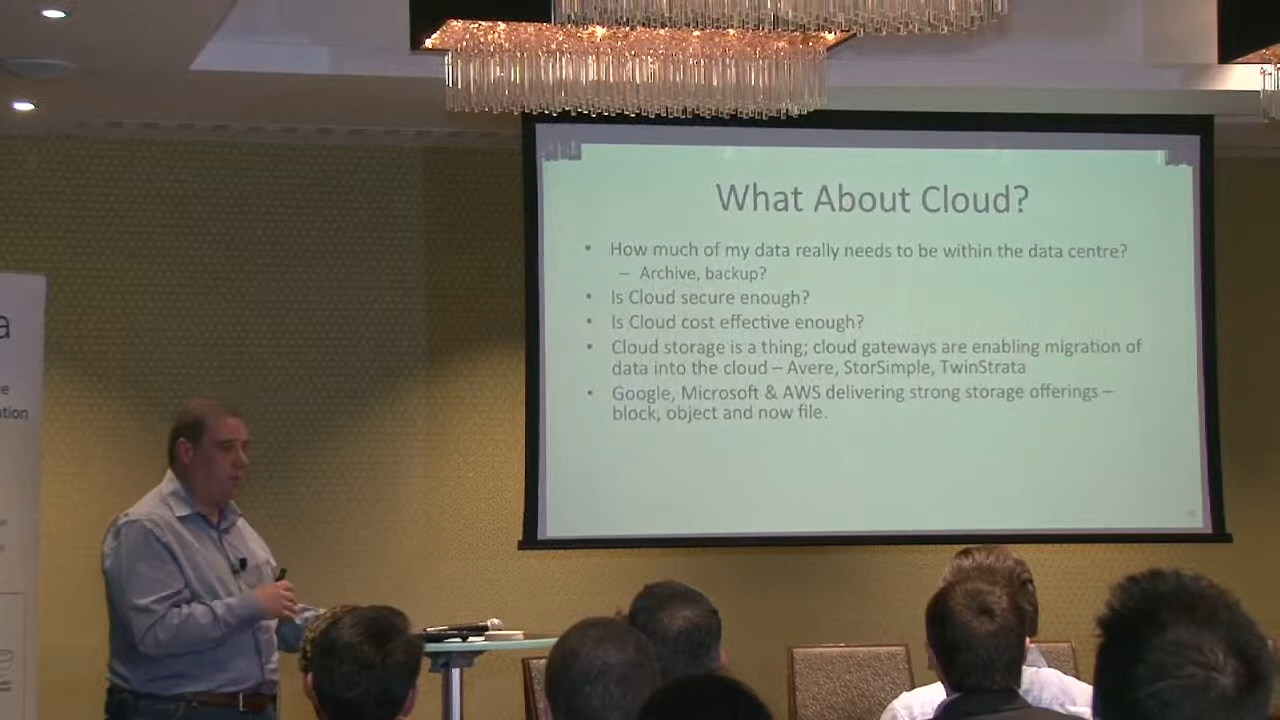 What About Cloud?
• How much of my data really needs to be within the data centre?
– Archive, backup?
• Is Cloud secure enough?
• Is Cloud cost effective enough?
• Cloud storage is a thing; cloud gateways are enabling migration of
data into the cloud – Avere, StorSimple, TwinStrata
• Google, Microsoft & AWS delivering strong storage offerings –
block, object and now file.